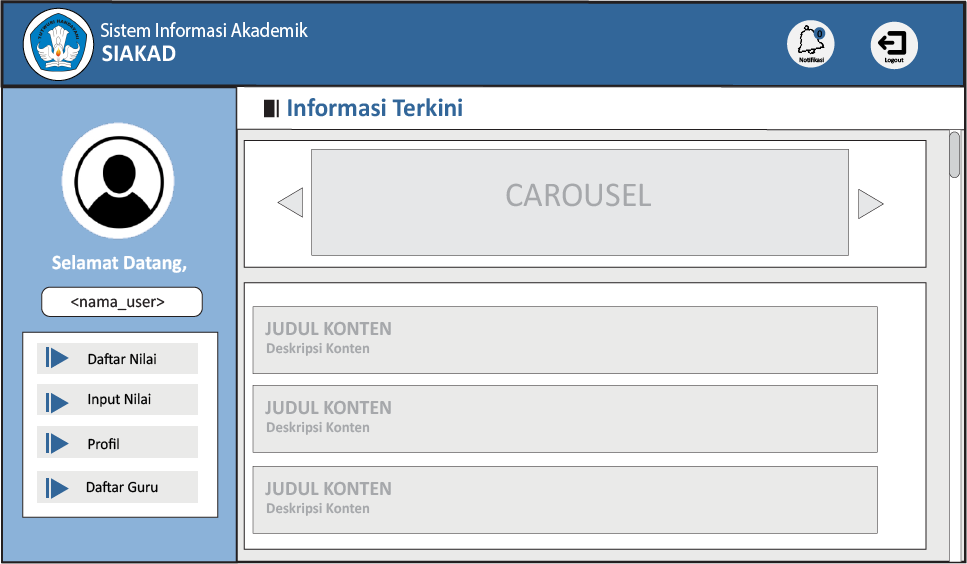 Sistem Informasi Akademik
SIAKAD
0
Notifikasi
Logout
Selamat Datang,
<nama_user>
Daftar Nilai
Input Nilai
Profil
Daftar Guru
Informasi Terkini
CAROUSEL
JUDUL KONTEN
Deskripsi Konten
JUDUL KONTEN
Deskripsi Konten
JUDUL KONTEN
Deskripsi Konten